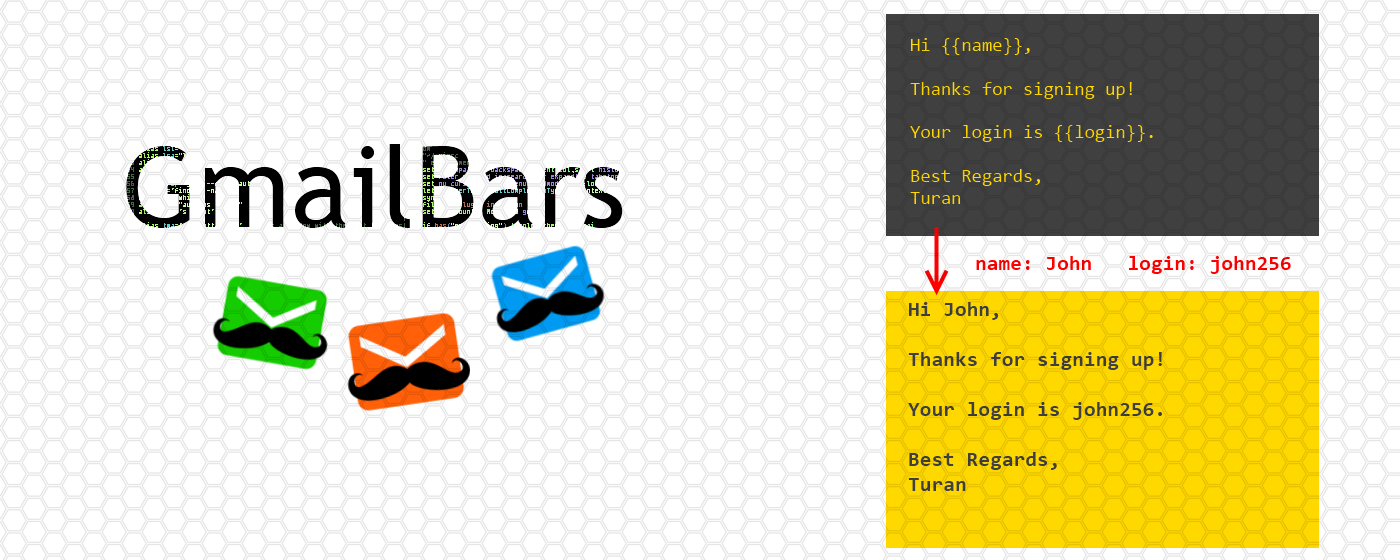 GmailBars
Hi {{name}},
Thanks for signing up!
Your login is {{login}}.
Best Regards,
Turan
name: John login: john256
Hi John,
Thanks for signing up!
Your login is john256.
Best Regards,
Turan